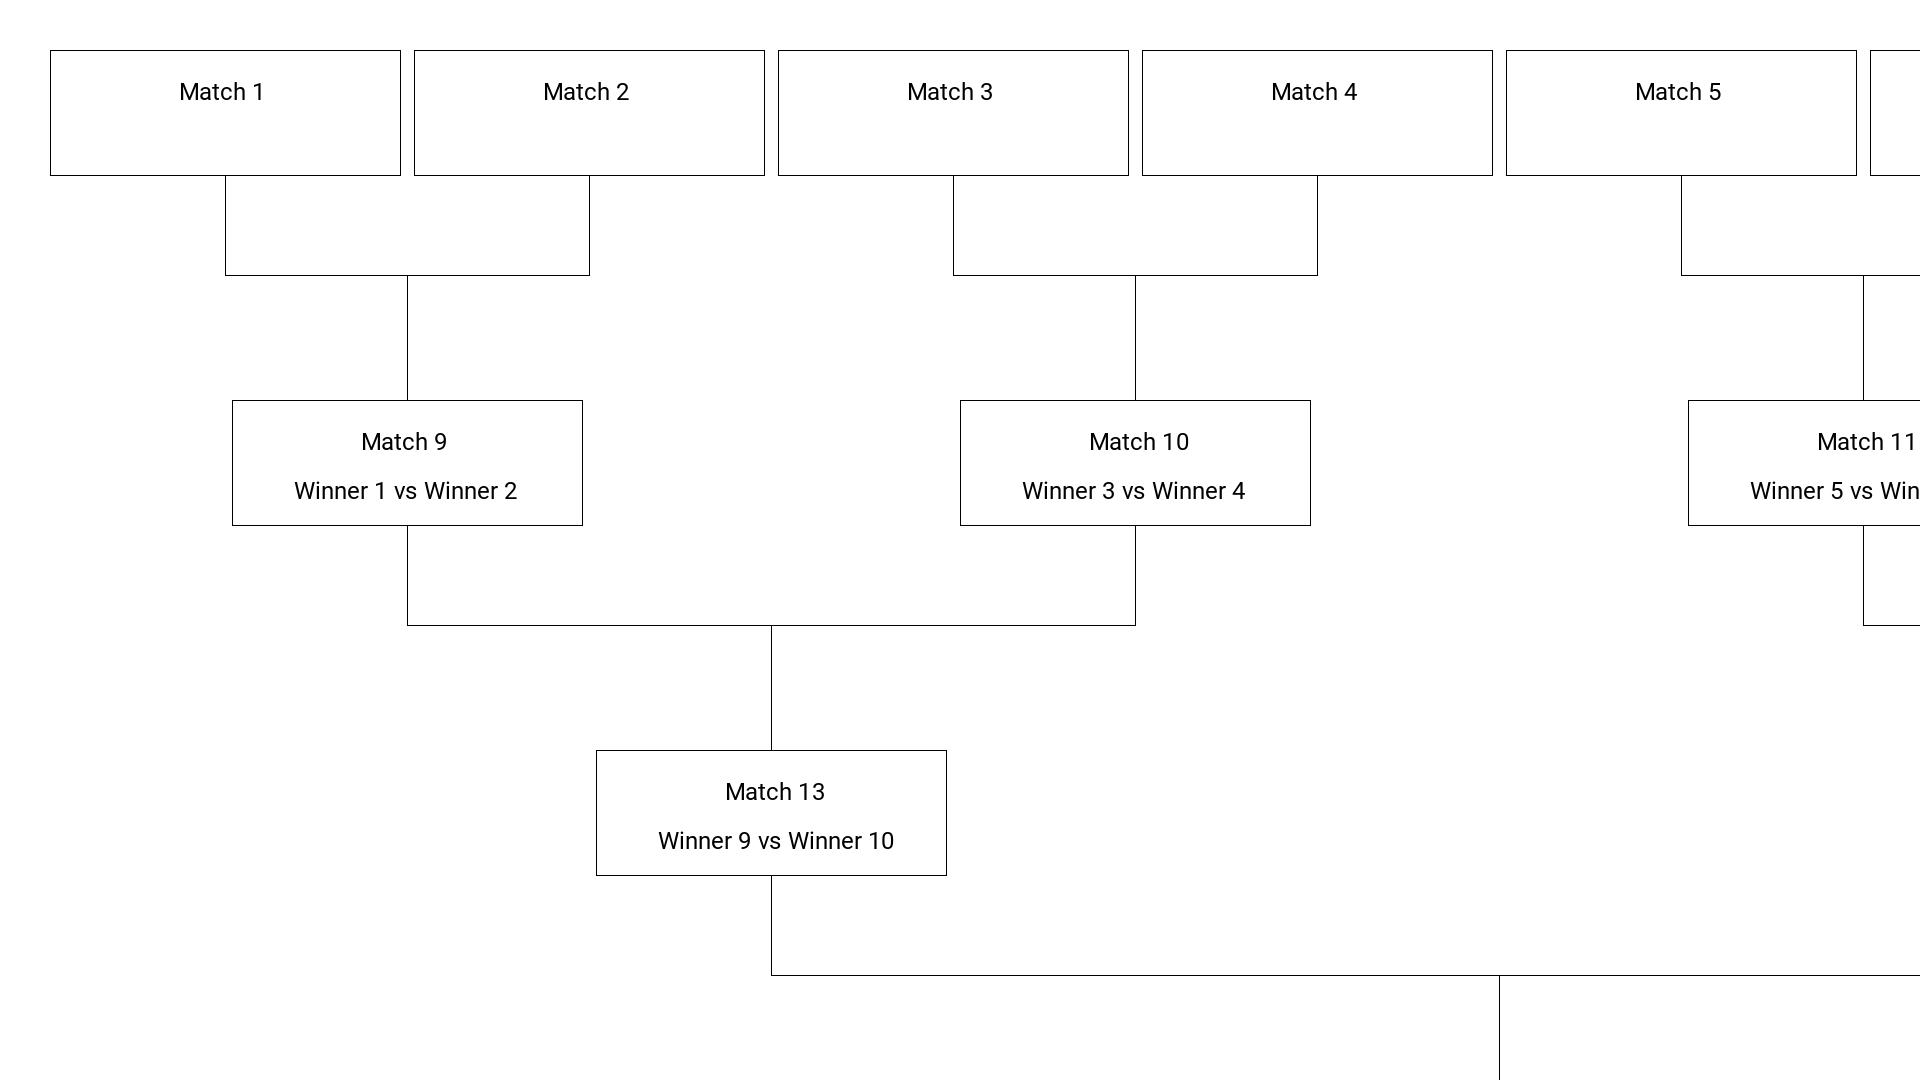 Match 1
Match 2
Match 3
Match 4
Match 5
Match 9
Winner 1 vs Winner 2
Match 10
Winner 3 vs Winner 4
Match 11
Winner 5 vs Win
Match 13
Winner 9 vs Winner 10